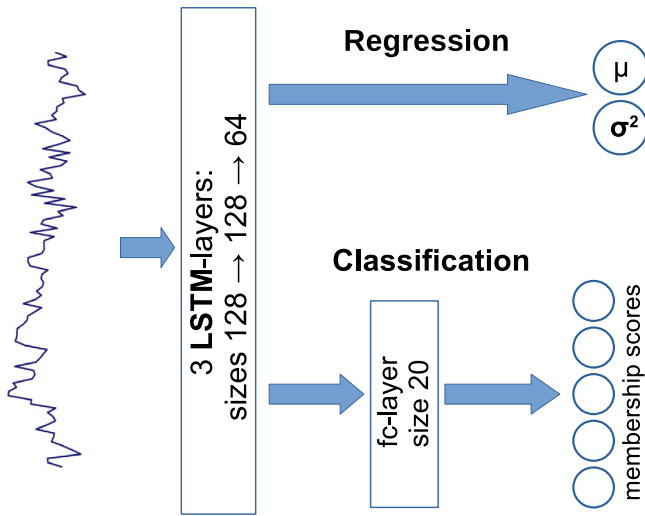 Regression
μ
σ²
3 LSTM-layers:
sizes 128 → 128 → 64
Classification
fc-layer
size 20
membership scores